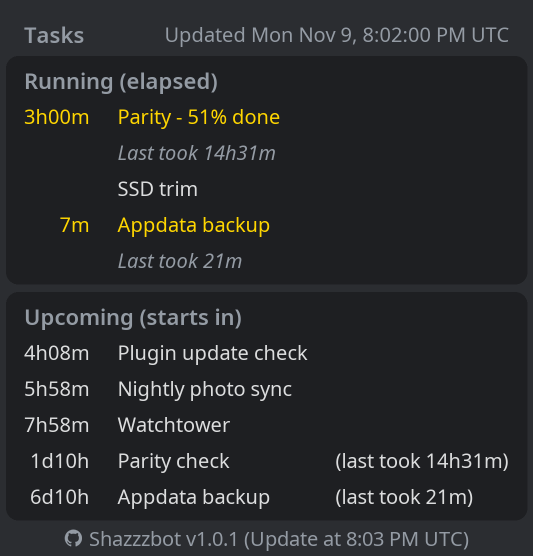 Tasks Updated Mon Nov 9, 8:02:00 PM UTC
Running (elapsed)
3h00m Parity - 51% done
Last took 14h31m
SSD trim
7m Appdata backup
Last took 21m
Upcoming (starts in)
4h08m Plugin update check
5h58m Nightly photo sync
7h58m Watchtower
1d10h Parity check (last took 14h31m)
6d10h Appdata backup (last took 21m)
Shazzzbot v1.0.1 (Update at 8:03 PM UTC)